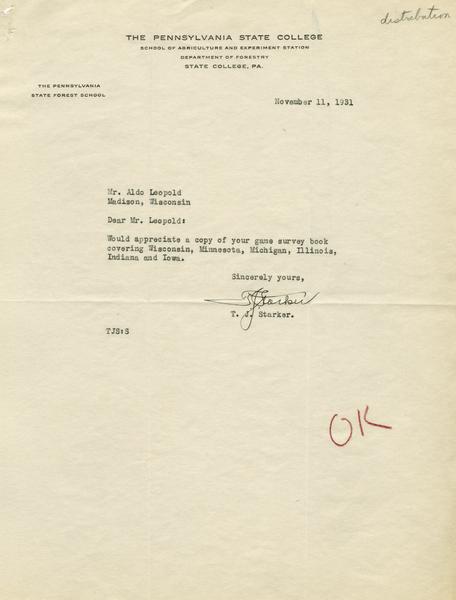 distribution
THE PENNSYLVANIA STATE COLLEGE
SCHOOL OF AGRICULTURE AND EXPERIMENT STATION
DEPARTMENT OF FORESTRY
STATE COLLEGE, PA.
THE PENNSYLVANIA
STATE FOREST SCHOOL
November 11, 1931
Mr. Aldo Leopold
Madison, Wisconsin
Dear Mr. Leopold:
Would appreciate a copy of your game survey book
covering Wisconsin, Minnesota, Michigan, Illinois,
Indiana and Iowa.
Sincerely yours,
TJStarker
T. J. Starker.
TJS:S
OK